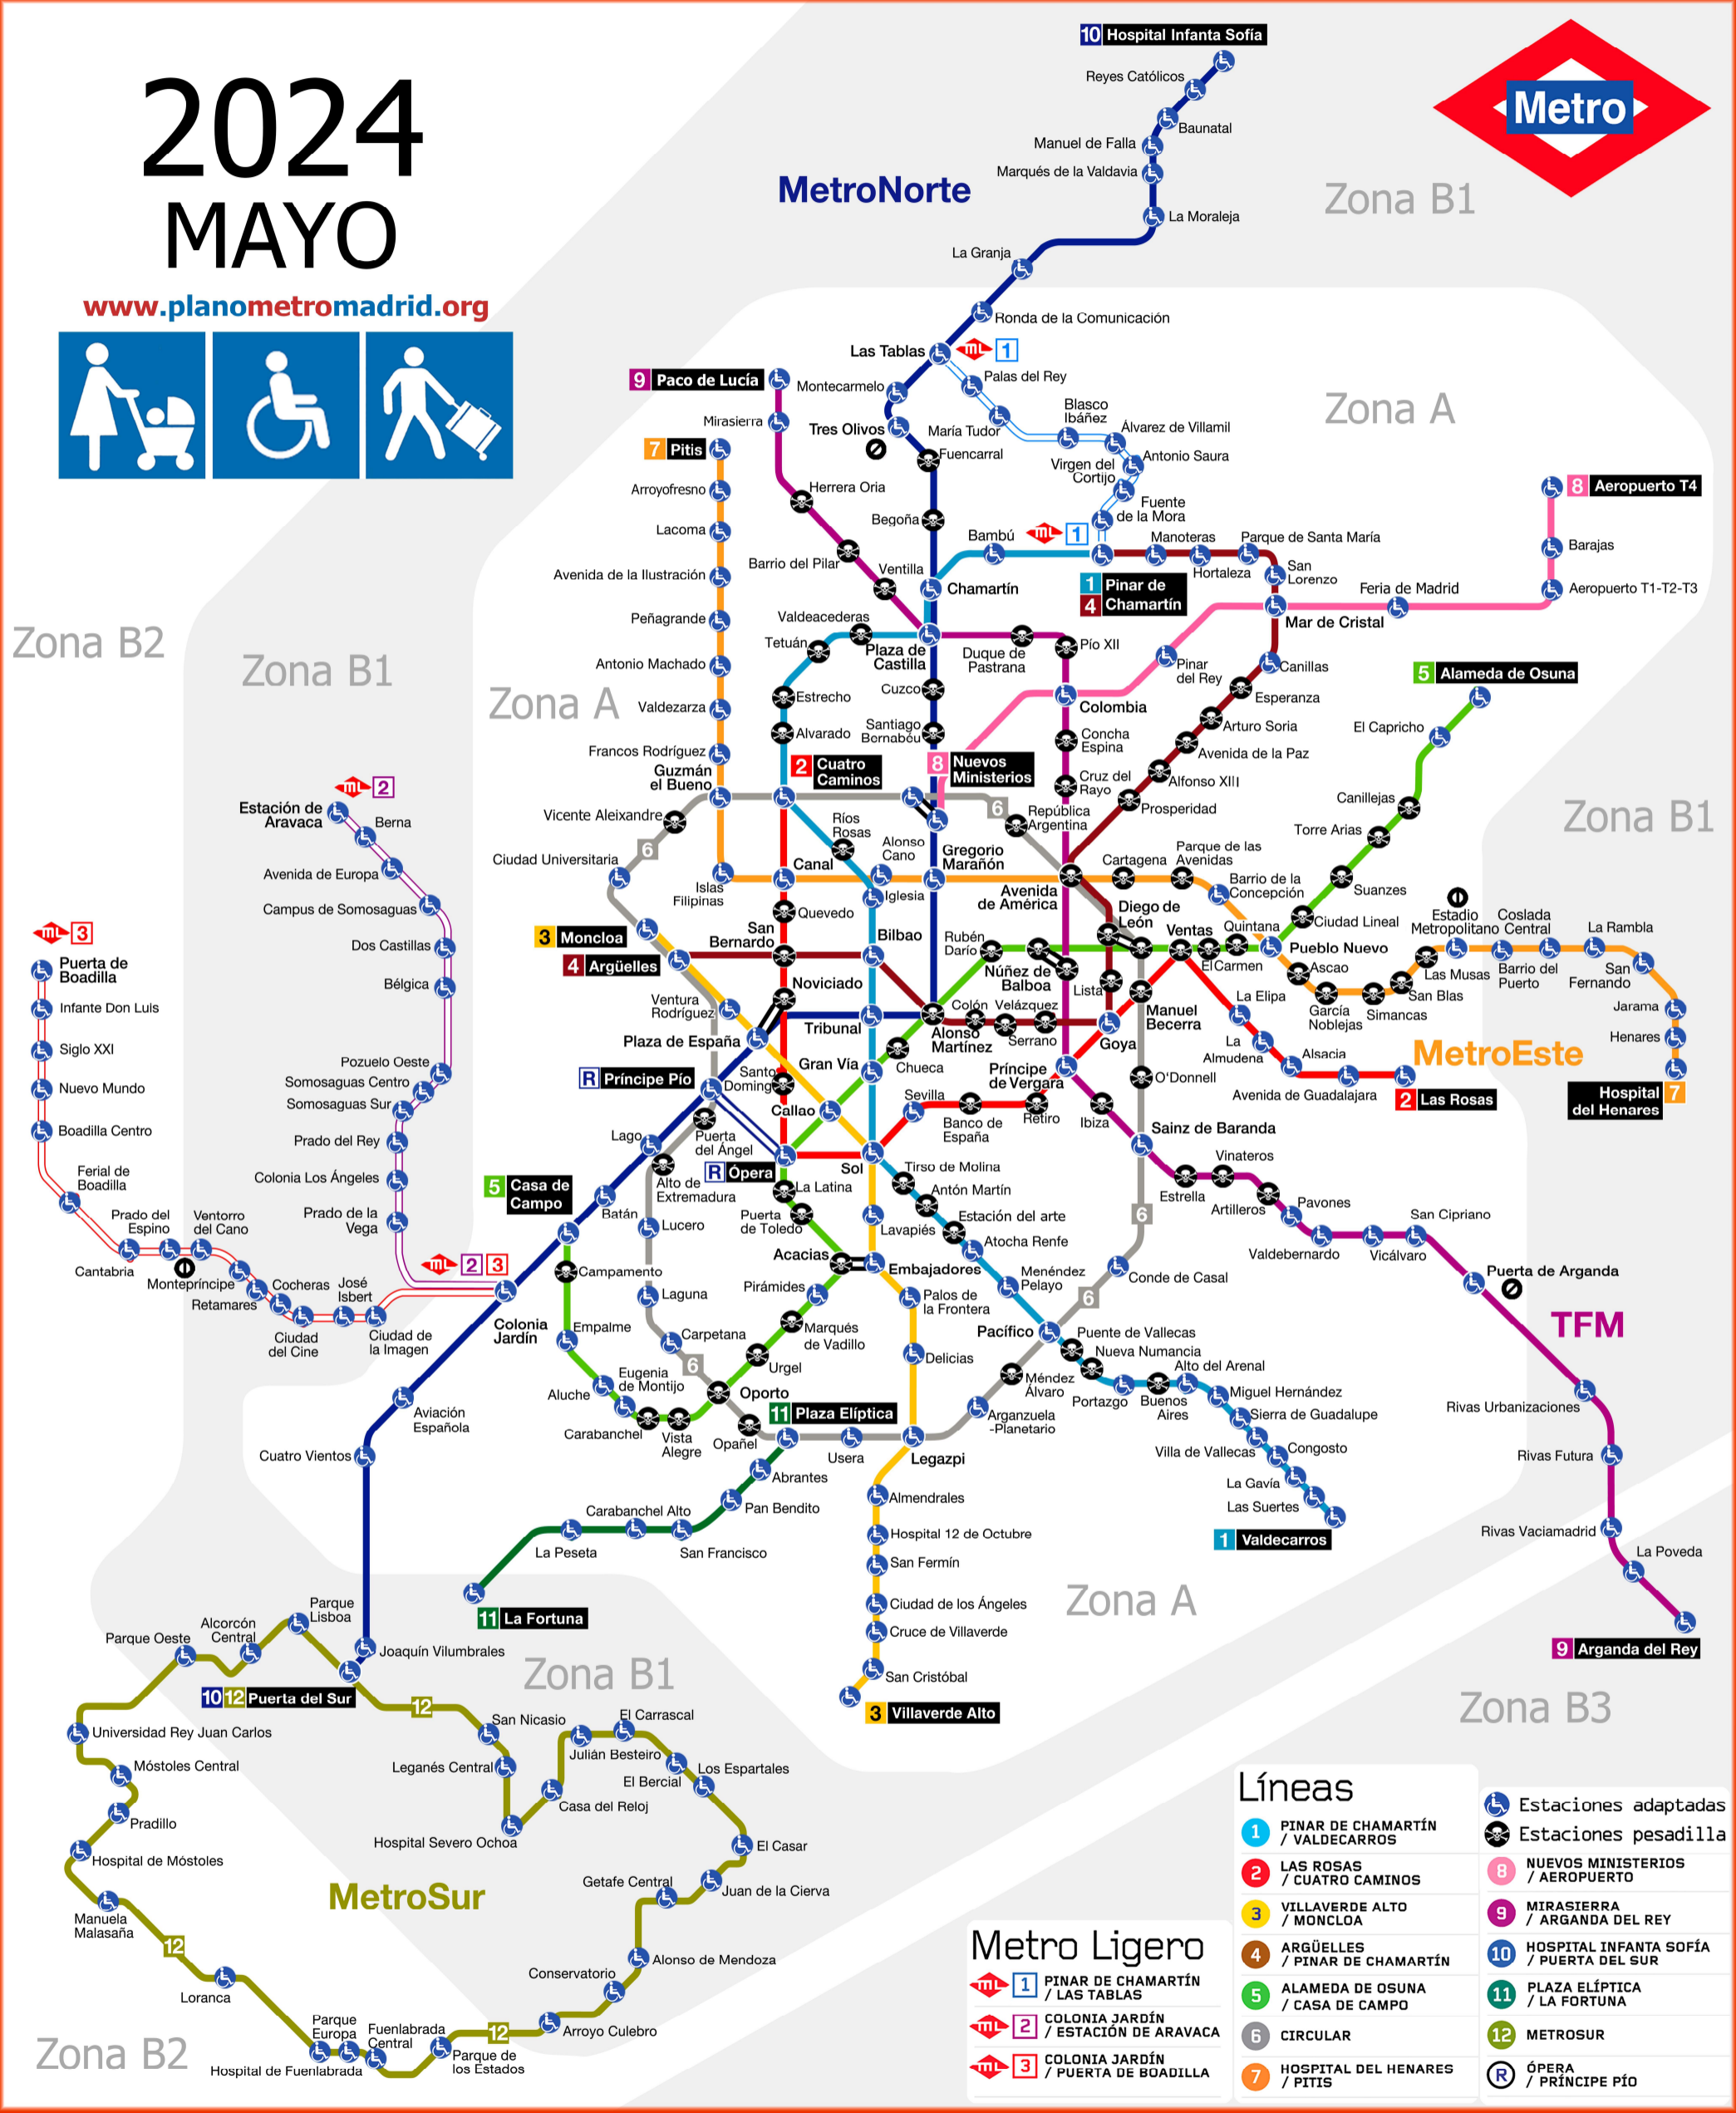 2024
MAYO
www.planometromadrid.org
Metro
10 Hospital Infanta Sofía
Reyes Católicos
Baunatal
Manuel de Falla
Marqués de la Valdavia
La Moraleja
MetroNorte
Zona B1
La Granja
Ronda de la Comunicación
Las Tablas
mL 1
Palas del Rey
9 Paco de Lucía
Montecarmelo
Mirasierra
Tres Olivos
María Tudor
Blasco
Ibáñez
Álvarez de Villamil
Zona A
7 Pitis
Fuencarral
Virgen del
Cortijo
Antonio Saura
Arroyofresno
Herrera Oria
Fuente
de la Mora
8 Aeropuerto T4
Lacoma
Begoña
Bambú
mL 1
Manoteras
Parque de Santa María
Barajas
Avenida de la Ilustración
Barrio del Pilar
Ventilla
Chamartín
1 Pinar de
4 Chamartín
Hortaleza
San
Lorenzo
Feria de Madrid
Aeropuerto T1-T2-T3
Peñagrande
Valdeacederas
Mar de Cristal
Zona B2
Zona B1
Tetuán
Plaza de
Castilla
Duque de
Pastrana
Pío XII
Antonio Machado
Pinar
del Rey
Canillas
5 Alameda de Osuna
Zona A
Valdezarza
Estrecho
Cuzco
Colombia
Esperanza
El Capricho
Francos Rodríguez
Alvarado
Santiago
Bernabéu
Concha
Espina
Arturo Soria
Avenida de la Paz
Guzmán
el Bueno
2 Cuatro
Caminos
8 Nuevos
Ministerios
Cruz del
Rayo
Alfonso XIII
Canillejas
mL 2
Estación de
Aravaca
Berna
Vicente Aleixandre
6
Ríos
Rosas
6
República
Argentina
Prosperidad
Torre Arias
Zona B1
Avenida de Europa
Ciudad Universitaria
Canal
Alonso
Cano
Gregorio
Marañón
Cartagena
Parque de las
Avenidas
Barrio de la
Concepción
Suanzes
Campus de Somosaguas
Islas
Filipinas
Iglesia
Avenida
de América
Diego de
León
Ciudad Lineal
Estadio
Metropolitano
Coslada
Central
La Rambla
mL 3
Puerta de
Boadilla
Dos Castillas
3 Moncloa
4 Argüelles
Quevedo
San
Bernardo
Bilbao
Rubén
Darío
Ventas
Quintana
Pueblo Nuevo
El Carmen
Ascao
Las Musas
Barrio del
Puerto
San
Fernando
Infante Don Luis
Bélgica
Ventura
Rodríguez
Noviciado
Núñez de
Balboa
Lista
La Elipa
García
Noblejas
San Blas
Simancas
Jarama
Siglo XXI
Plaza de España
Tribunal
Colón
Velázquez
Alonso
Martínez
Serrano
Goya
Manuel
Becerra
La
Almudena
Alsacia
MetroEste
Henares
Nuevo Mundo
Pozuelo Oeste
Somosaguas Centro
R Príncipe Pío
Santo
Domingo
Gran Vía
Chueca
Príncipe
de Vergara
O'Donnell
Avenida de Guadalajara
2 Las Rosas
Hospital
del Henares 7
Somosaguas Sur
Callao
Sevilla
Banco de
España
Retiro
Ibiza
Boadilla Centro
Prado del Rey
Lago
Puerta
del Ángel
R Ópera
Sol
Sainz de Baranda
Ferial de
Boadilla
Colonia Los Ángeles
5 Casa de
Campo
Alto de
Extremadura
La Latina
Tirso de Molina
Antón Martín
Estrella
Vinateros
Artilleros
Pavones
Prado del
Espino
Ventorro
del Cano
Prado de la
Vega
Batán
Lucero
Puerta
de Toledo
Lavapiés
Estación del arte
Atocha Renfe
6
San Cipriano
Valdebernardo
Vicálvaro
Cantabria
Montepríncipe
Retamares
Cocheras
José
Isbert
mL 2 3
Campamento
Acacias
Embajadores
Menéndez
Pelayo
Conde de Casal
Puerta de Arganda
Ciudad
del Cine
Ciudad de
la Imagen
Colonia
Jardín
Laguna
Pirámides
Palos de
la Frontera
6
TFM
Empalme
Carpetana
Marqués
de Vadillo
Pacífico
Puente de Vallecas
Nueva Numancia
Eugenia
de Montijo
6
Urgel
Delicias
Méndez
Álvaro
Portazgo
Alto del Arenal
Buenos
Aires
Miguel Hernández
Rivas Urbanizaciones
Aluche
Oporto
Aviación
Española
Carabanchel
Vista
Alegre
Opañel
11 Plaza Elíptica
Usera
Legazpi
Arganzuela
-Planetario
Sierra de Guadalupe
Villa de Vallecas
Congosto
Rivas Futura
Cuatro Vientos
Abrantes
La Gavía
Carabanchel Alto
Pan Bendito
Almendrales
Las Suertes
La Peseta
San Francisco
Hospital 12 de Octubre
1 Valdecarros
Rivas Vaciamadrid
San Fermín
La Poveda
11 La Fortuna
Ciudad de los Ángeles
Zona A
Cruce de Villaverde
9 Arganda del Rey
Parque
Lisboa
Alcorcón
Central
Parque Oeste
Joaquín Vilumbrales
Zona B1
San Cristóbal
10 12 Puerta del Sur
12
3 Villaverde Alto
Zona B3
Universidad Rey Juan Carlos
San Nicasio
El Carrascal
Julián Besteiro
Móstoles Central
Leganés Central
El Bercial
Los Espartales
Pradillo
Casa del Reloj
Hospital Severo Ochoa
El Casar
Hospital de Móstoles
MetroSur
Getafe Central
Juan de la Cierva
Manuela
Malasaña
12
Alonso de Mendoza
Conservatorio
Loranca
Parque
Europa
Fuenlabrada
Central
12
Arroyo Culebro
Zona B2
Hospital de Fuenlabrada
Parque de
los Estados
Metro Ligero
mL 1 PINAR DE CHAMARTÍN
/ LAS TABLAS
mL 2 COLONIA JARDÍN
/ ESTACIÓN DE ARAVACA
mL 3 COLONIA JARDÍN
/ PUERTA DE BOADILLA
Líneas
1 PINAR DE CHAMARTÍN
/ VALDECARROS
2 LAS ROSAS
/ CUATRO CAMINOS
3 VILLAVERDE ALTO
/ MONCLOA
4 ARGÜELLES
/ PINAR DE CHAMARTÍN
5 ALAMEDA DE OSUNA
/ CASA DE CAMPO
6 CIRCULAR
7 HOSPITAL DEL HENARES
/ PITIS
Estaciones adaptadas
Estaciones pesadilla
8 NUEVOS MINISTERIOS
/ AEROPUERTO
9 MIRASIERRA
/ ARGANDA DEL REY
10 HOSPITAL INFANTA SOFÍA
/ PUERTA DEL SUR
11 PLAZA ELÍPTICA
/ LA FORTUNA
12 METROSUR
R ÓPERA
/ PRÍNCIPE PÍO